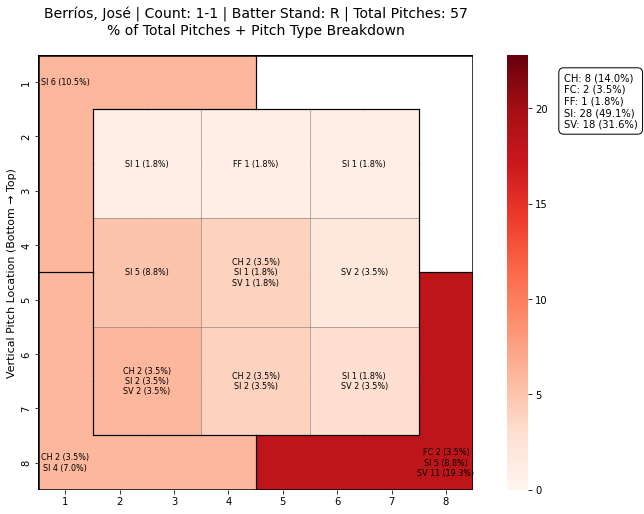 Berríos, José | Count: 1-1 | Batter Stand: R | Total Pitches: 57
% of Total Pitches + Pitch Type Breakdown
CH: 8 (14.0%)
FC: 2 (3.5%)
FF: 1 (1.8%)
SI: 28 (49.1%)
SV: 18 (31.6%)
Vertical Pitch Location (Bottom → Top)
1
2
3
4
5
6
7
8
SI 6 (10.5%)
SI 1 (1.8%)
FF 1 (1.8%)
SI 1 (1.8%)
SI 5 (8.8%)
CH 2 (3.5%)
SI 1 (1.8%)
SV 1 (1.8%)
SV 2 (3.5%)
CH 2 (3.5%)
SI 2 (3.5%)
SV 2 (3.5%)
CH 2 (3.5%)
SI 2 (3.5%)
SI 1 (1.8%)
SV 2 (3.5%)
CH 2 (3.5%)
SI 4 (7.0%)
FC 2 (3.5%)
SI 5 (8.8%)
SV 11 (19.3%)
1 2 3 4 5 6 7 8
20
15
10
5
0